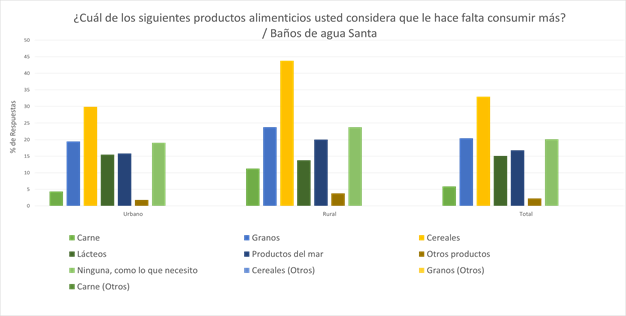 ¿Cuál de los siguientes productos alimenticios usted considera que le hace falta consumir más?
/ Baños de agua Santa
% de Respuestas
50
45
40
35
30
25
20
15
10
5
0
Urbano Rural Total
Carne Granos Cereales
Lácteos Productos del mar Otros productos
Ninguna, como lo que necesito Cereales (Otros) Granos (Otros)
Carne (Otros)